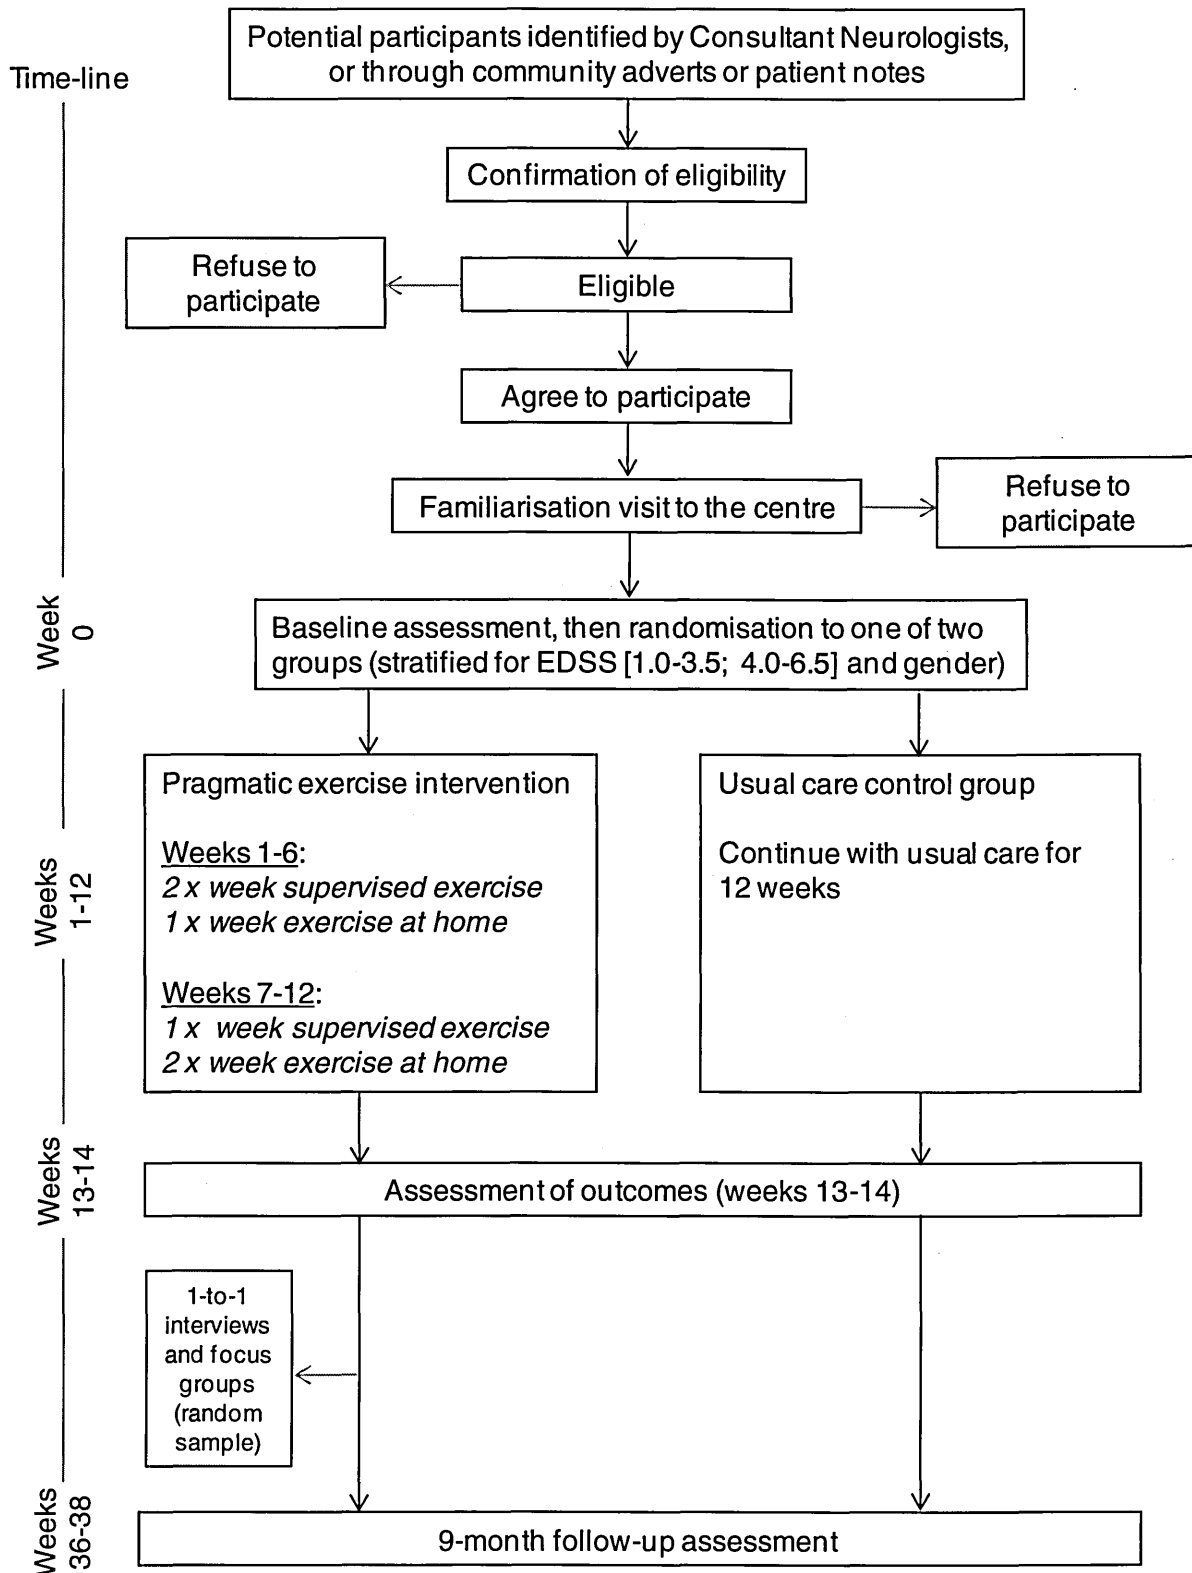 Potential participants identified by Consultant Neurologists,
or through community adverts or patient notes
Time-line
Confirmation of eligibility
Refuse to
participate
Eligible
Agree to participate
Familiarisation visit to the centre
Refuse to
participate
Week
0
Baseline assessment, then randomisation to one of two
groups (stratified for EDSS [1.0-3.5; 4.0-6.5] and gender)
Weeks
1-12
Pragmatic exercise intervention
Weeks 1-6:
2 x week supervised exercise
1 x week exercise at home
Weeks 7-12:
1 x week supervised exercise
2 x week exercise at home
Usual care control group
Continue with usual care for
12 weeks
Weeks
13-14
Assessment of outcomes (weeks 13-14)
1-to-1
interviews
and focus
groups
(random
sample)
Weeks
36-38
9-month follow-up assessment